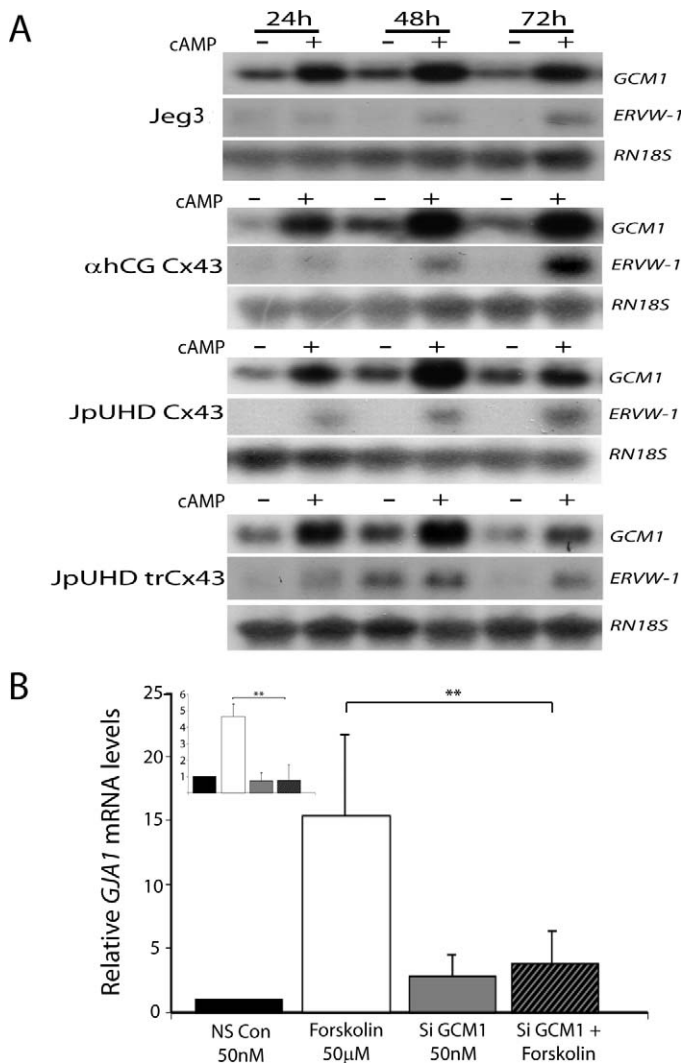 A
24h 48h 72h
cAMP − + − + − +
GCM1
Jeg3 ERVW-1
RN18S
cAMP − + − + − +
GCM1
αhCG Cx43 ERVW-1
RN18S
cAMP − + − + − +
GCM1
JpUHD Cx43 ERVW-1
RN18S
cAMP − + − + − +
GCM1
JpUHD trCx43 ERVW-1
RN18S
B
Relative GJA1 mRNA levels
25
20
15
10
5
0
6
5
4
3
2
1
**
**
NS Con Forskolin Si GCM1 Si GCM1 +
50nM 50μM 50nM Forskolin